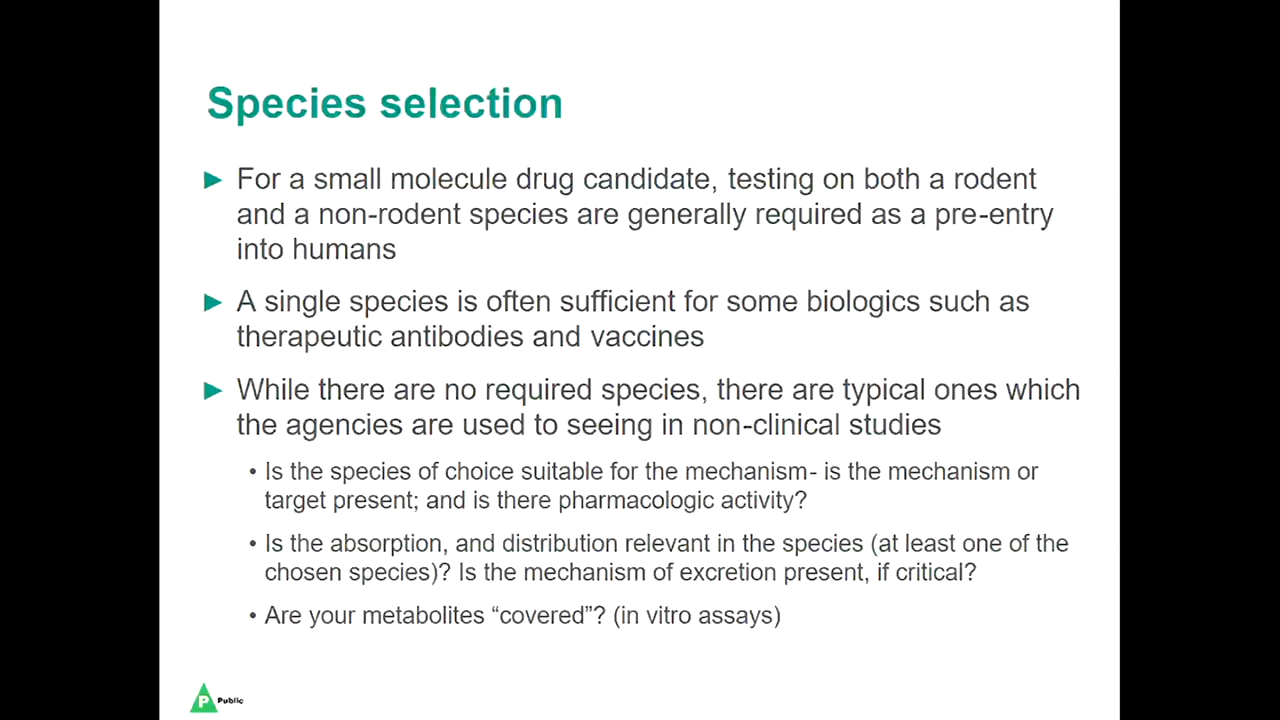 Species selection
For a small molecule drug candidate, testing on both a rodent
and a non-rodent species are generally required as a pre-entry
into humans
A single species is often sufficient for some biologics such as
therapeutic antibodies and vaccines
While there are no required species, there are typical ones which
the agencies are used to seeing in non-clinical studies
• Is the species of choice suitable for the mechanism- is the mechanism or
target present; and is there pharmacologic activity?
• Is the absorption, and distribution relevant in the species (at least one of the
chosen species)? Is the mechanism of excretion present, if critical?
• Are your metabolites “covered”? (in vitro assays)
P Public